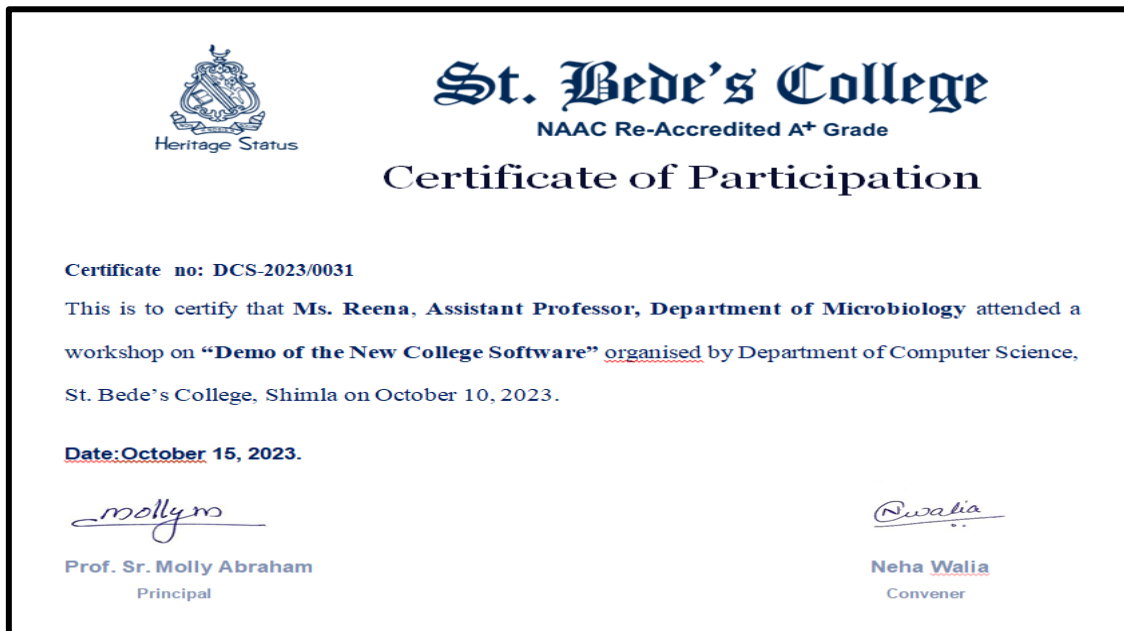 St. Bede's College
NAAC Re-Accredited A+ Grade
Heritage Status
Certificate of Participation
Certificate no: DCS-2023/0031
This is to certify that Ms. Reena, Assistant Professor, Department of Microbiology attended a
workshop on “Demo of the New College Software” organised by Department of Computer Science,
St. Bede’s College, Shimla on October 10, 2023.
Date:October 15, 2023.
mollym
Nwalia
Prof. Sr. Molly Abraham
Neha Walia
Principal
Convener